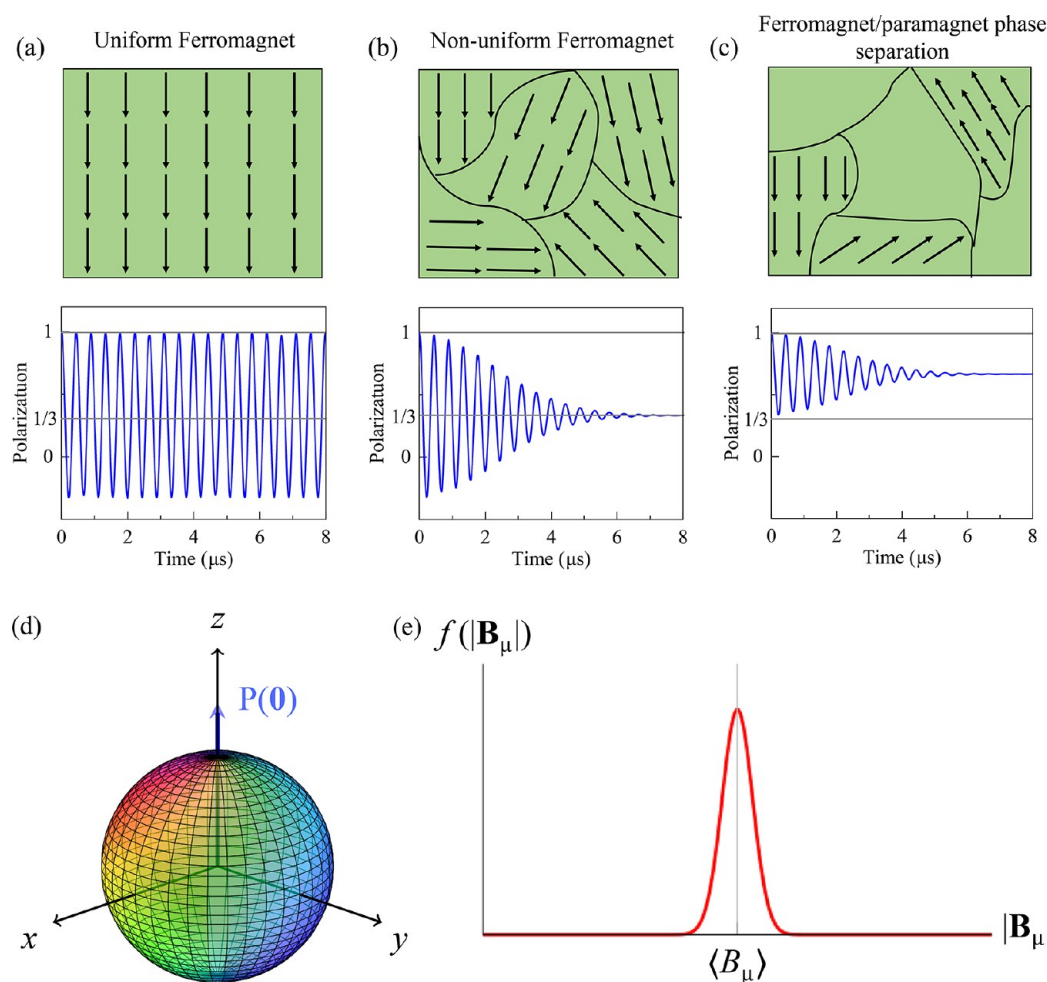 (a)
Uniform Ferromagnet
(b)
Non-uniform Ferromagnet
(c)
Ferromagnet/paramagnet phase
separation
Polarization
1
1/3
0
0 2 4 6 8
Time (μs)
Polarization
1
1/3
0
0 2 4 6 8
Time (μs)
Polarization
1
1/3
0
0 2 4 6 8
Time (μs)
(d)
z
P(0)
x
y
(e)
f(|Bμ|)
⟨Bμ⟩
|Bμ